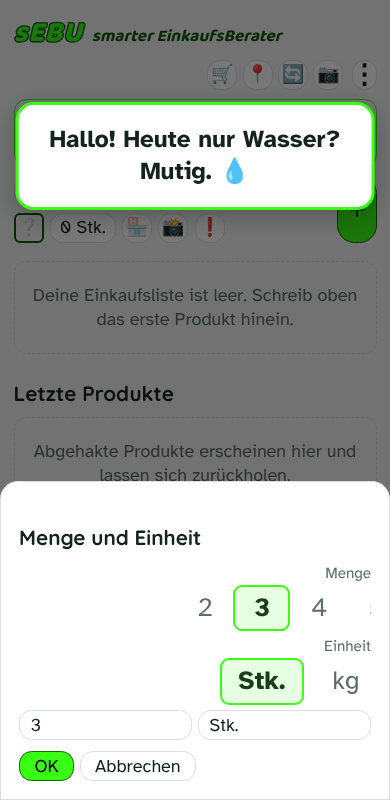 sEBU smarter EinkaufsBerater
Hallo! Heute nur Wasser?
Mutig. 💧
0 Stk.
Deine Einkaufsliste ist leer. Schreib oben
das erste Produkt hinein.
Letzte Produkte
Abgehakte Produkte erscheinen hier und
lassen sich zurückholen.
Menge und Einheit
Menge
2 3 4
Einheit
Stk. kg
3 Stk.
OK Abbrechen